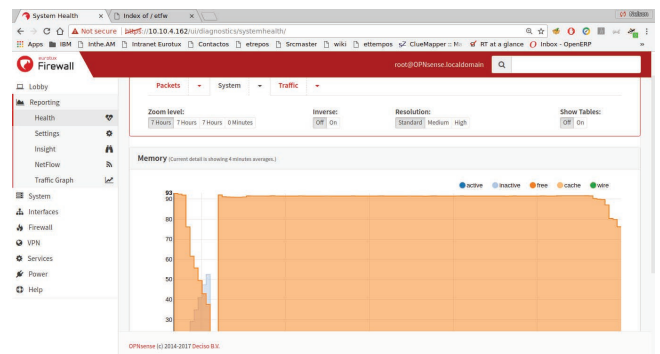 System Health
Index of / etfw
Not secure
https://10.10.4.162/ui/diagnostics/systemhealth/
Apps IBM Inthe.AM Intranet Eurotux Contactos etrepos Srcmaster wiki ettempos ClueMapper :: Mo RT at a glance Inbox - OpenERP »
eurotux
Firewall
root@OPNsense.localdomain
Lobby
Reporting
Health
Settings
Insight
NetFlow
Traffic Graph
System
Interfaces
Firewall
VPN
Services
Power
Help
Packets System Traffic
Zoom level: Inverse: Resolution: Show Tables:
7 Hours 7 Hours 7 Hours 0 Minutes Off On Standard Medium High Off On
Memory (Current detail is showing 4 minutes averages.)
active inactive free cache wire
93
90
80
70
60
50
40
30
OPNsense (c) 2014-2017 Deciso B.V.